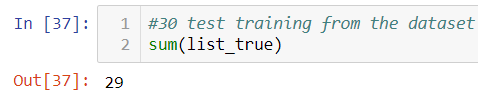 In [37]: 1 #30 test training from the dataset
2 sum(list_true)
Out[37]: 29